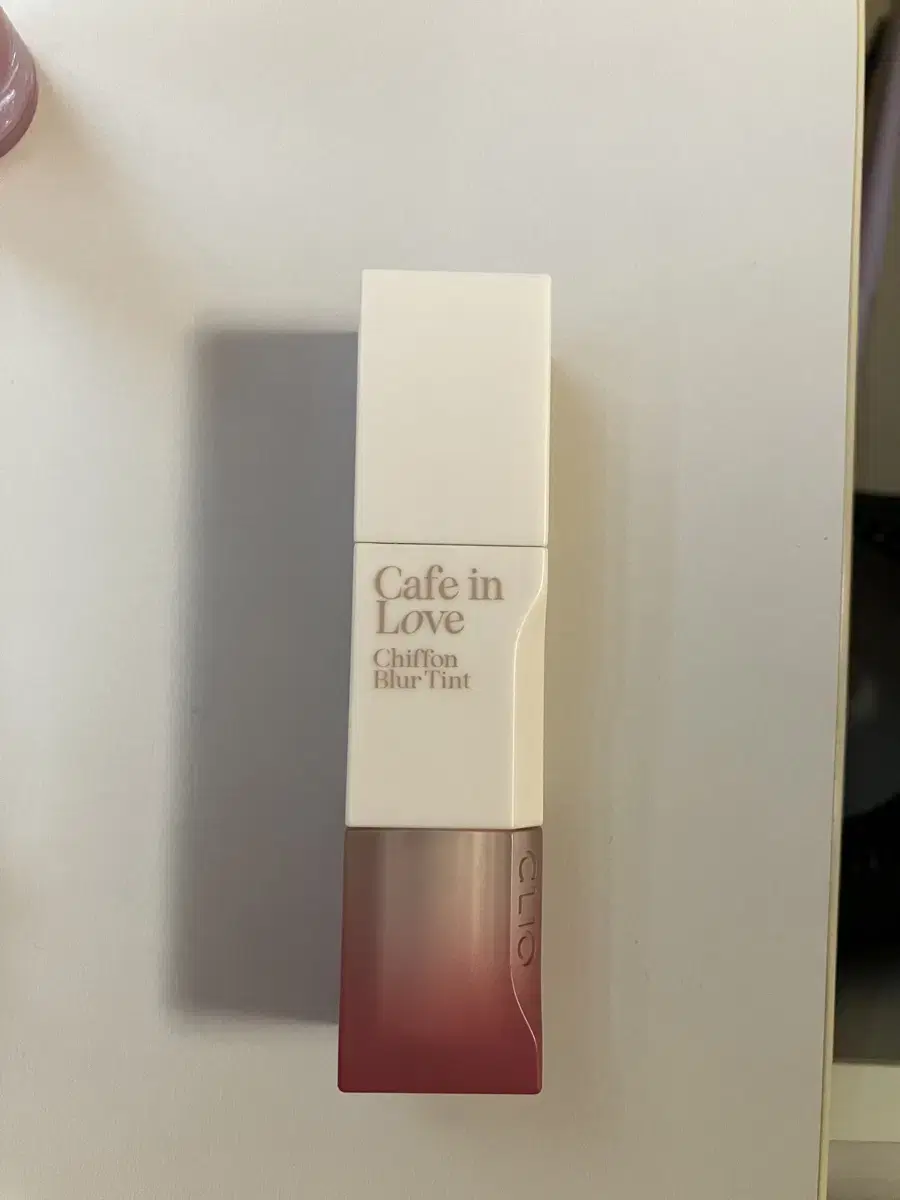 Cafe in
Love
Chiffon
Blur Tint
CLIO